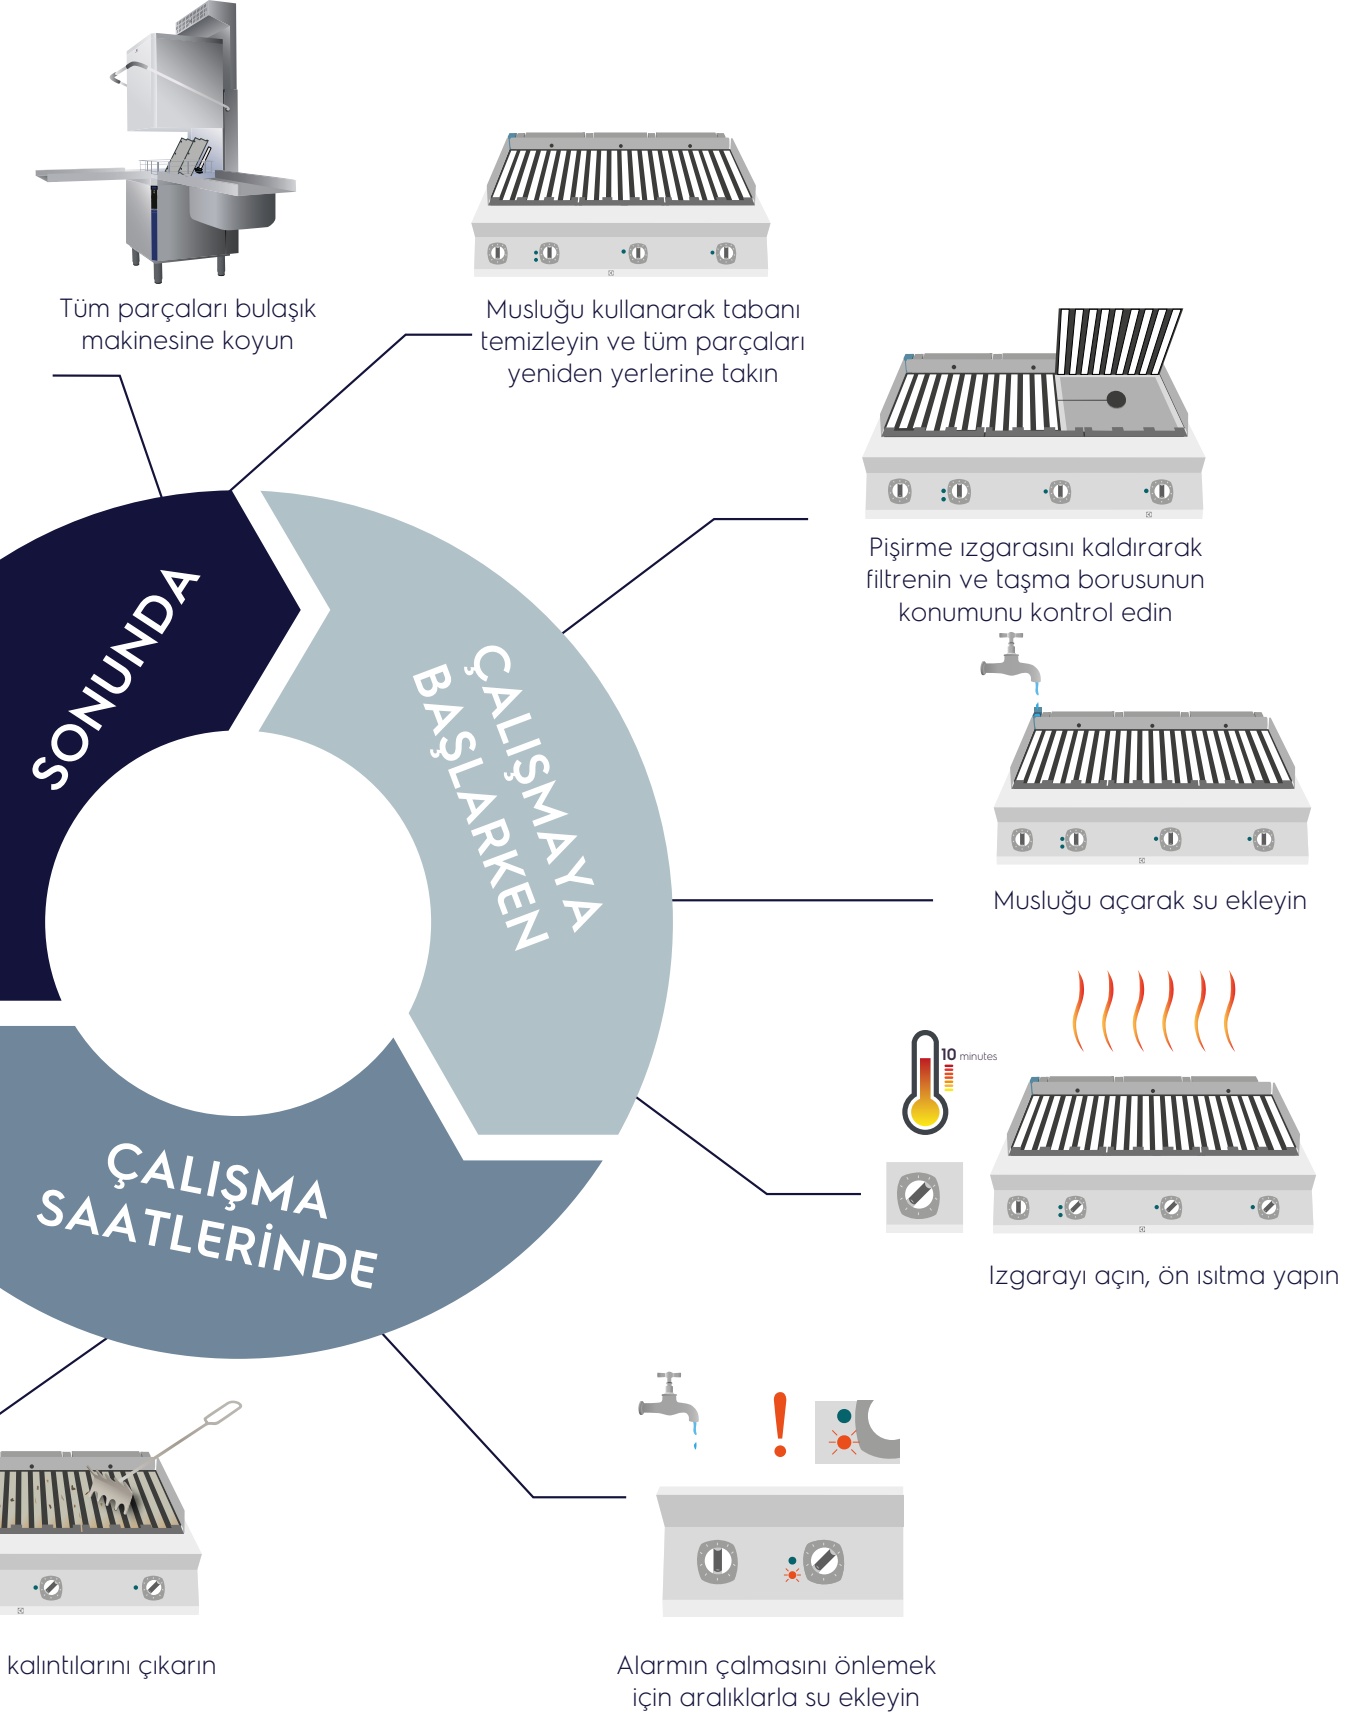 Tüm parçaları bulaşık
makinesine koyun
Musluğu kullanarak tabanı
temizleyin ve tüm parçaları
yeniden yerlerine takın
Pişirme ızgarasını kaldırarak
filtrenin ve taşma borusunun
konumunu kontrol edin
SONUNDA
ÇALIŞMAYA
BAŞLARKEN
Musluğu açarak su ekleyin
10 minutes
Izgarayı açın, ön ısıtma yapın
ÇALIŞMA
SAATLERİNDE
kalıntılarını çıkarın
Alarmın çalmasını önlemek
için aralıklarla su ekleyin